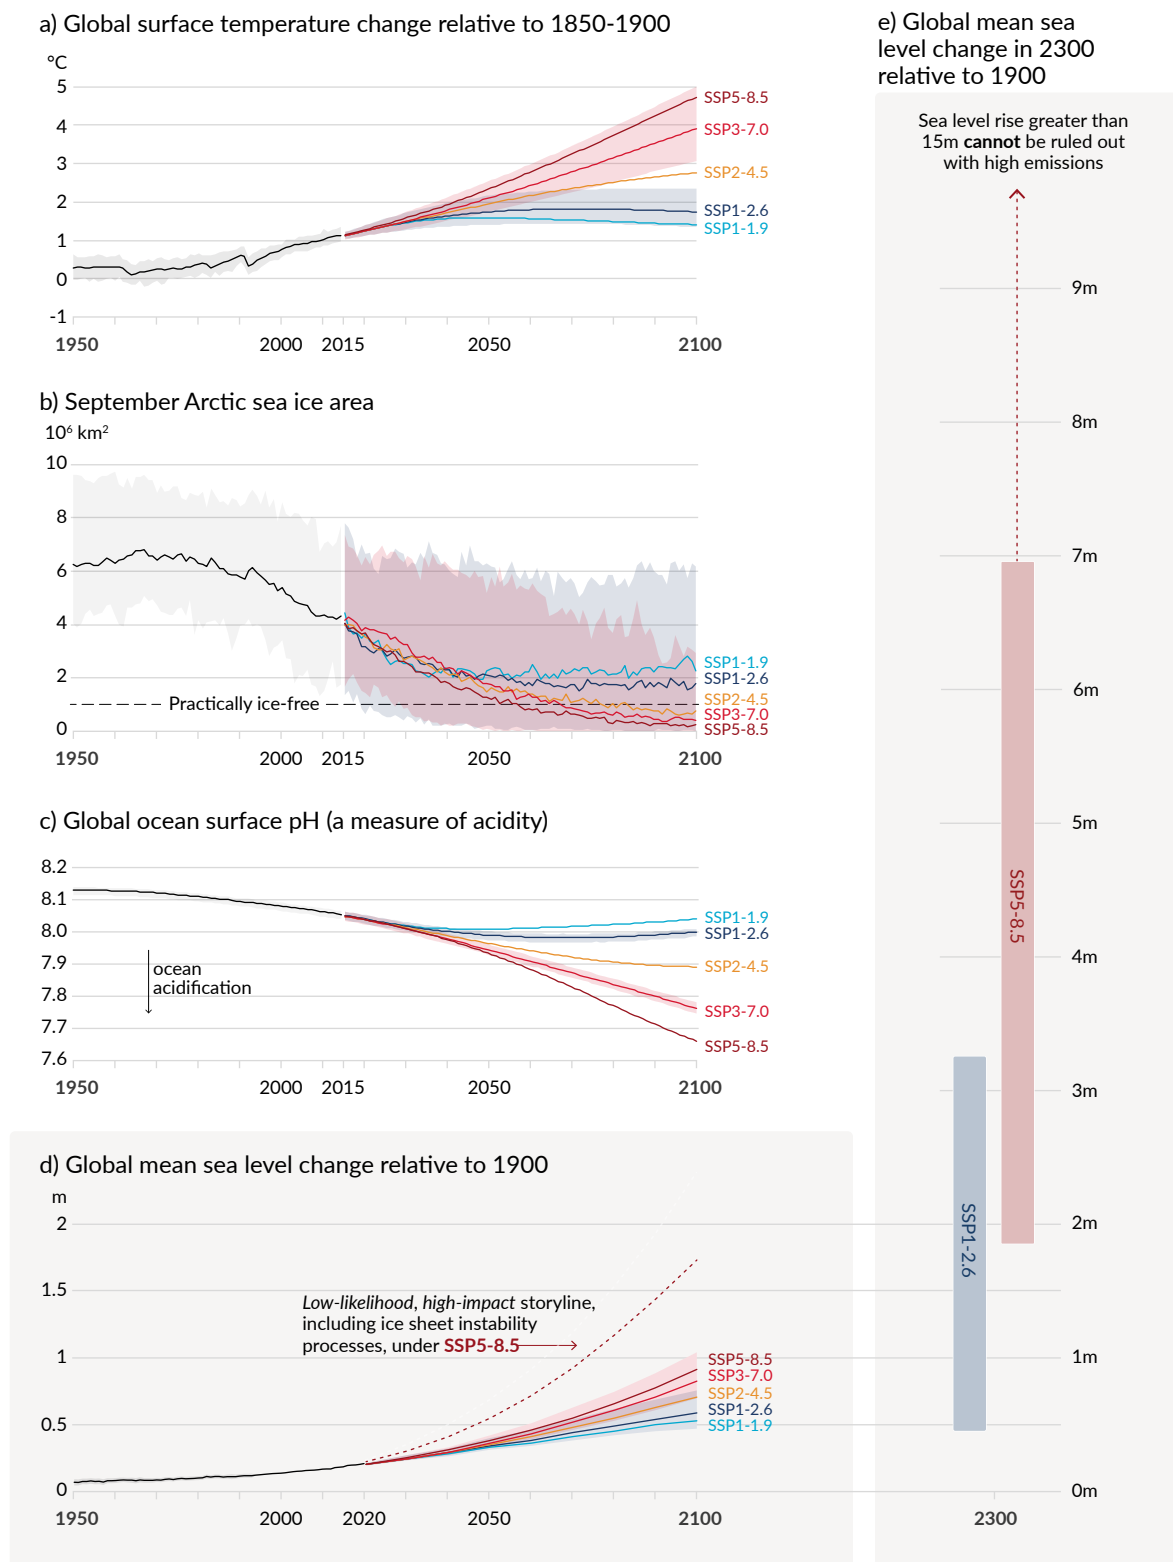 a) Global surface temperature change relative to 1850-1900
°C
5
4
3
2
1
0
-1
SSP5-8.5
SSP3-7.0
SSP2-4.5
SSP1-2.6
SSP1-1.9
1950 2000 2015 2050 2100
b) September Arctic sea ice area
10⁶ km²
10
8
6
4
2
0
Practically ice-free
SSP1-1.9
SSP1-2.6
SSP2-4.5
SSP3-7.0
SSP5-8.5
1950 2000 2015 2050 2100
c) Global ocean surface pH (a measure of acidity)
8.2
8.1
8.0
7.9
7.8
7.7
7.6
ocean
acidification
SSP1-1.9
SSP1-2.6
SSP2-4.5
SSP3-7.0
SSP5-8.5
1950 2000 2015 2050 2100
d) Global mean sea level change relative to 1900
m
2
1.5
1
0.5
0
Low-likelihood, high-impact storyline,
including ice sheet instability
processes, under SSP5-8.5
SSP5-8.5
SSP3-7.0
SSP2-4.5
SSP1-2.6
SSP1-1.9
1950 2000 2020 2050 2100
e) Global mean sea
level change in 2300
relative to 1900
Sea level rise greater than
15m cannot be ruled out
with high emissions
9m
8m
7m
6m
5m
4m
3m
2m
1m
0m
SSP5-8.5
SSP1-2.6
2300